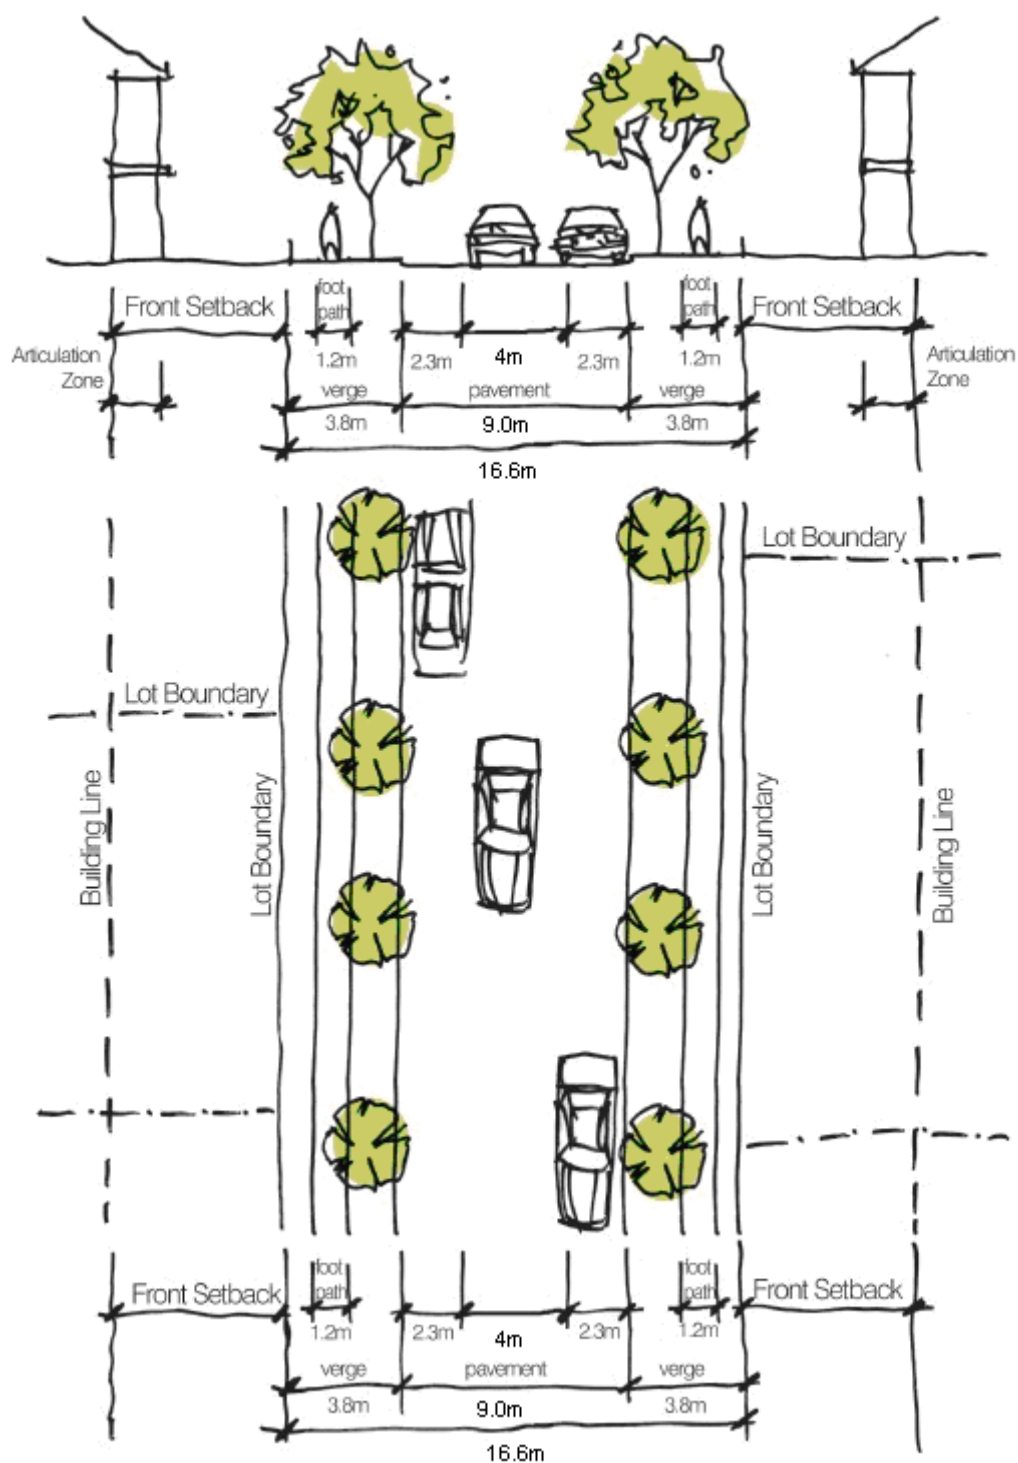 Front Setback
foot
path
foot
path
Front Setback
Articulation
Zone
1.2m
2.3m
4m
2.3m
1.2m
Articulation
Zone
verge
pavement
verge
3.8m
9.0m
3.8m
16.6m
Lot Boundary
Lot Boundary
Building Line
Lot Boundary
Lot Boundary
Building Line
Front Setback
foot
path
foot
path
Front Setback
1.2m
2.3m
4m
2.3m
1.2m
verge
pavement
verge
3.8m
9.0m
3.8m
16.6m